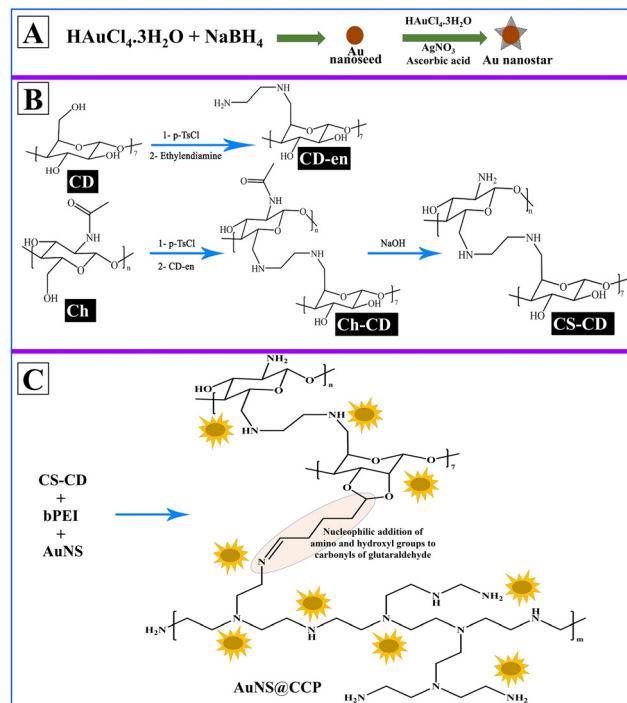 A
HAuCl4.3H2O + NaBH4
Au
nanoseed
HAuCl4.3H2O
AgNO3
Ascorbic acid
Au nanostar
B
OH
O
O
HO
OH
7
CD
1- p-TsCl
2- Ethylendiamine
H2N
NH
O
O
OH
HO
7
CD-en
O
NH
HO
O
O
n
OH
Ch
1- p-TsCl
2- CD-en
O
NH
HO
O
O
n
NH
HN
O
O
OH
HO
7
Ch-CD
NaOH
NH2
O
HO
O
n
NH
HN
O
O
OH
HO
7
CS-CD
C
NH2
O
HO
O
n
NH
HN
O
O
7
O
O
CS-CD
+
bPEI
+
AuNS
Nucleophilic addition of
amino and hydroxyl groups to
carbonyls of glutaraldehyde
N
N
H
NH2
H2N
N
N
H
N
N
H
N
m
N
H2N
NH2
AuNS@CCP